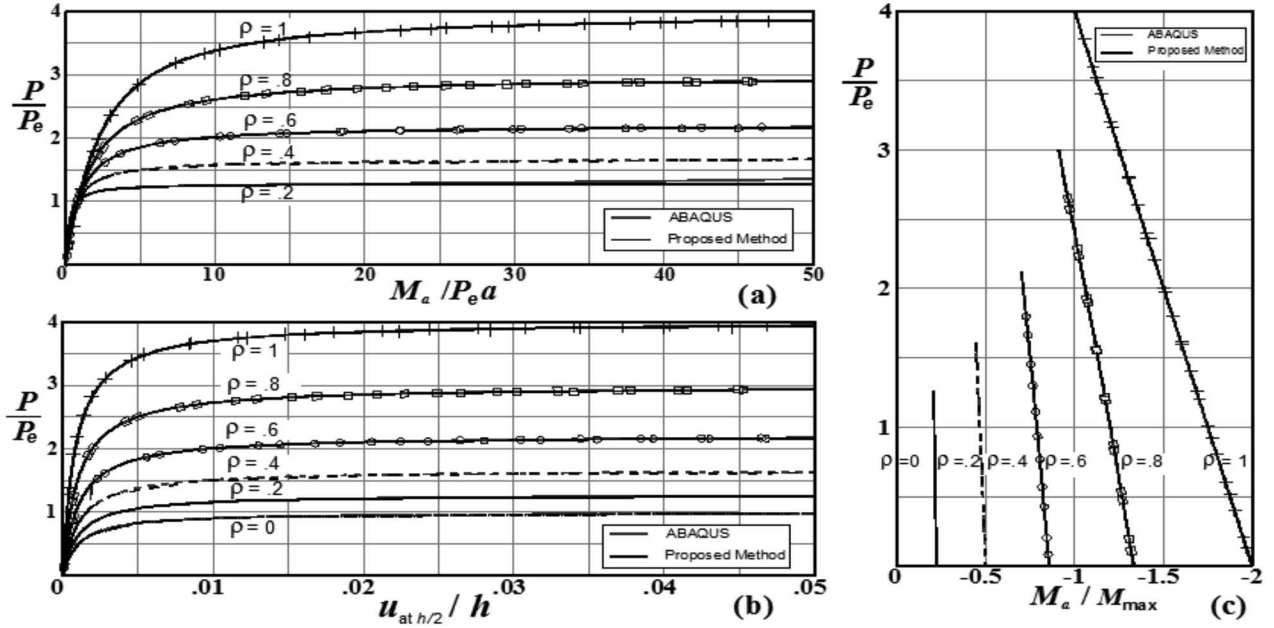 4
ρ = 1
3
ρ = .8
P
Pe
2
ρ = .6
ρ = .4
1
ρ = .2
ABAQUS
Proposed Method
0 10 20 30 40 50
Ma /Pe a
(a)
4
ρ = 1
3
ρ = .8
P
Pe
2
ρ = .6
ρ = .4
1
ρ = .2
ρ = 0
ABAQUS
Proposed Method
0 .01 .02 .03 .04 .05
u at h/2 / h
(b)
4
ABAQUS
Proposed Method
P
Pe
3
2
1
ρ =0 ρ =.2 ρ =.4 ρ =.6 ρ =.8 ρ = 1
0
0 -0.5 -1 -1.5 -2
Ma / Mmax
(c)